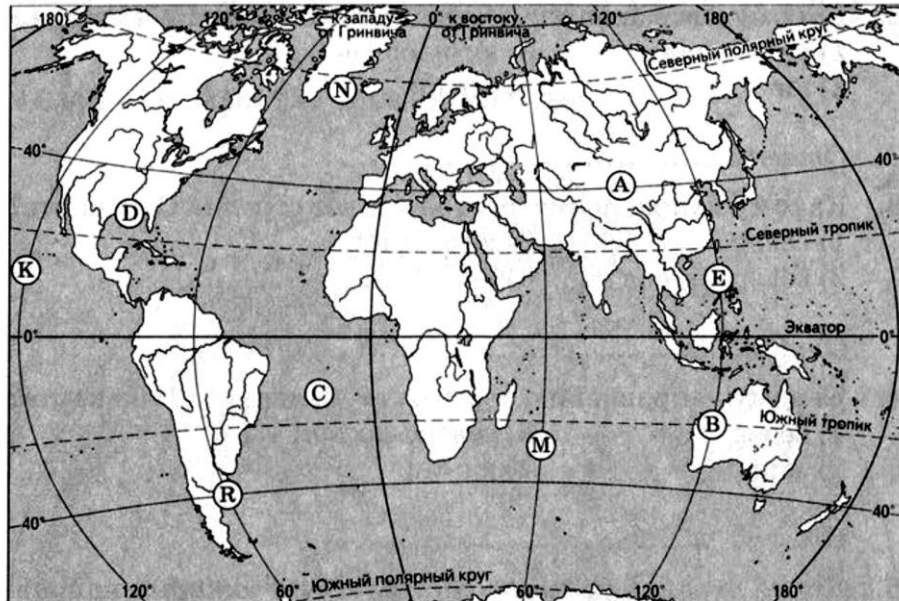 180°
120°
к западу
от Гринвича
0°
к востоку
от Гринвича
120°
180°
Северный полярный круг
N
40°
40°
A
D
Северный тропик
K
E
0°
Экватор
0°
C
Южный тропик
B
M
R
40°
40°
120°
60°
Южный полярный круг
60°
120°
180°